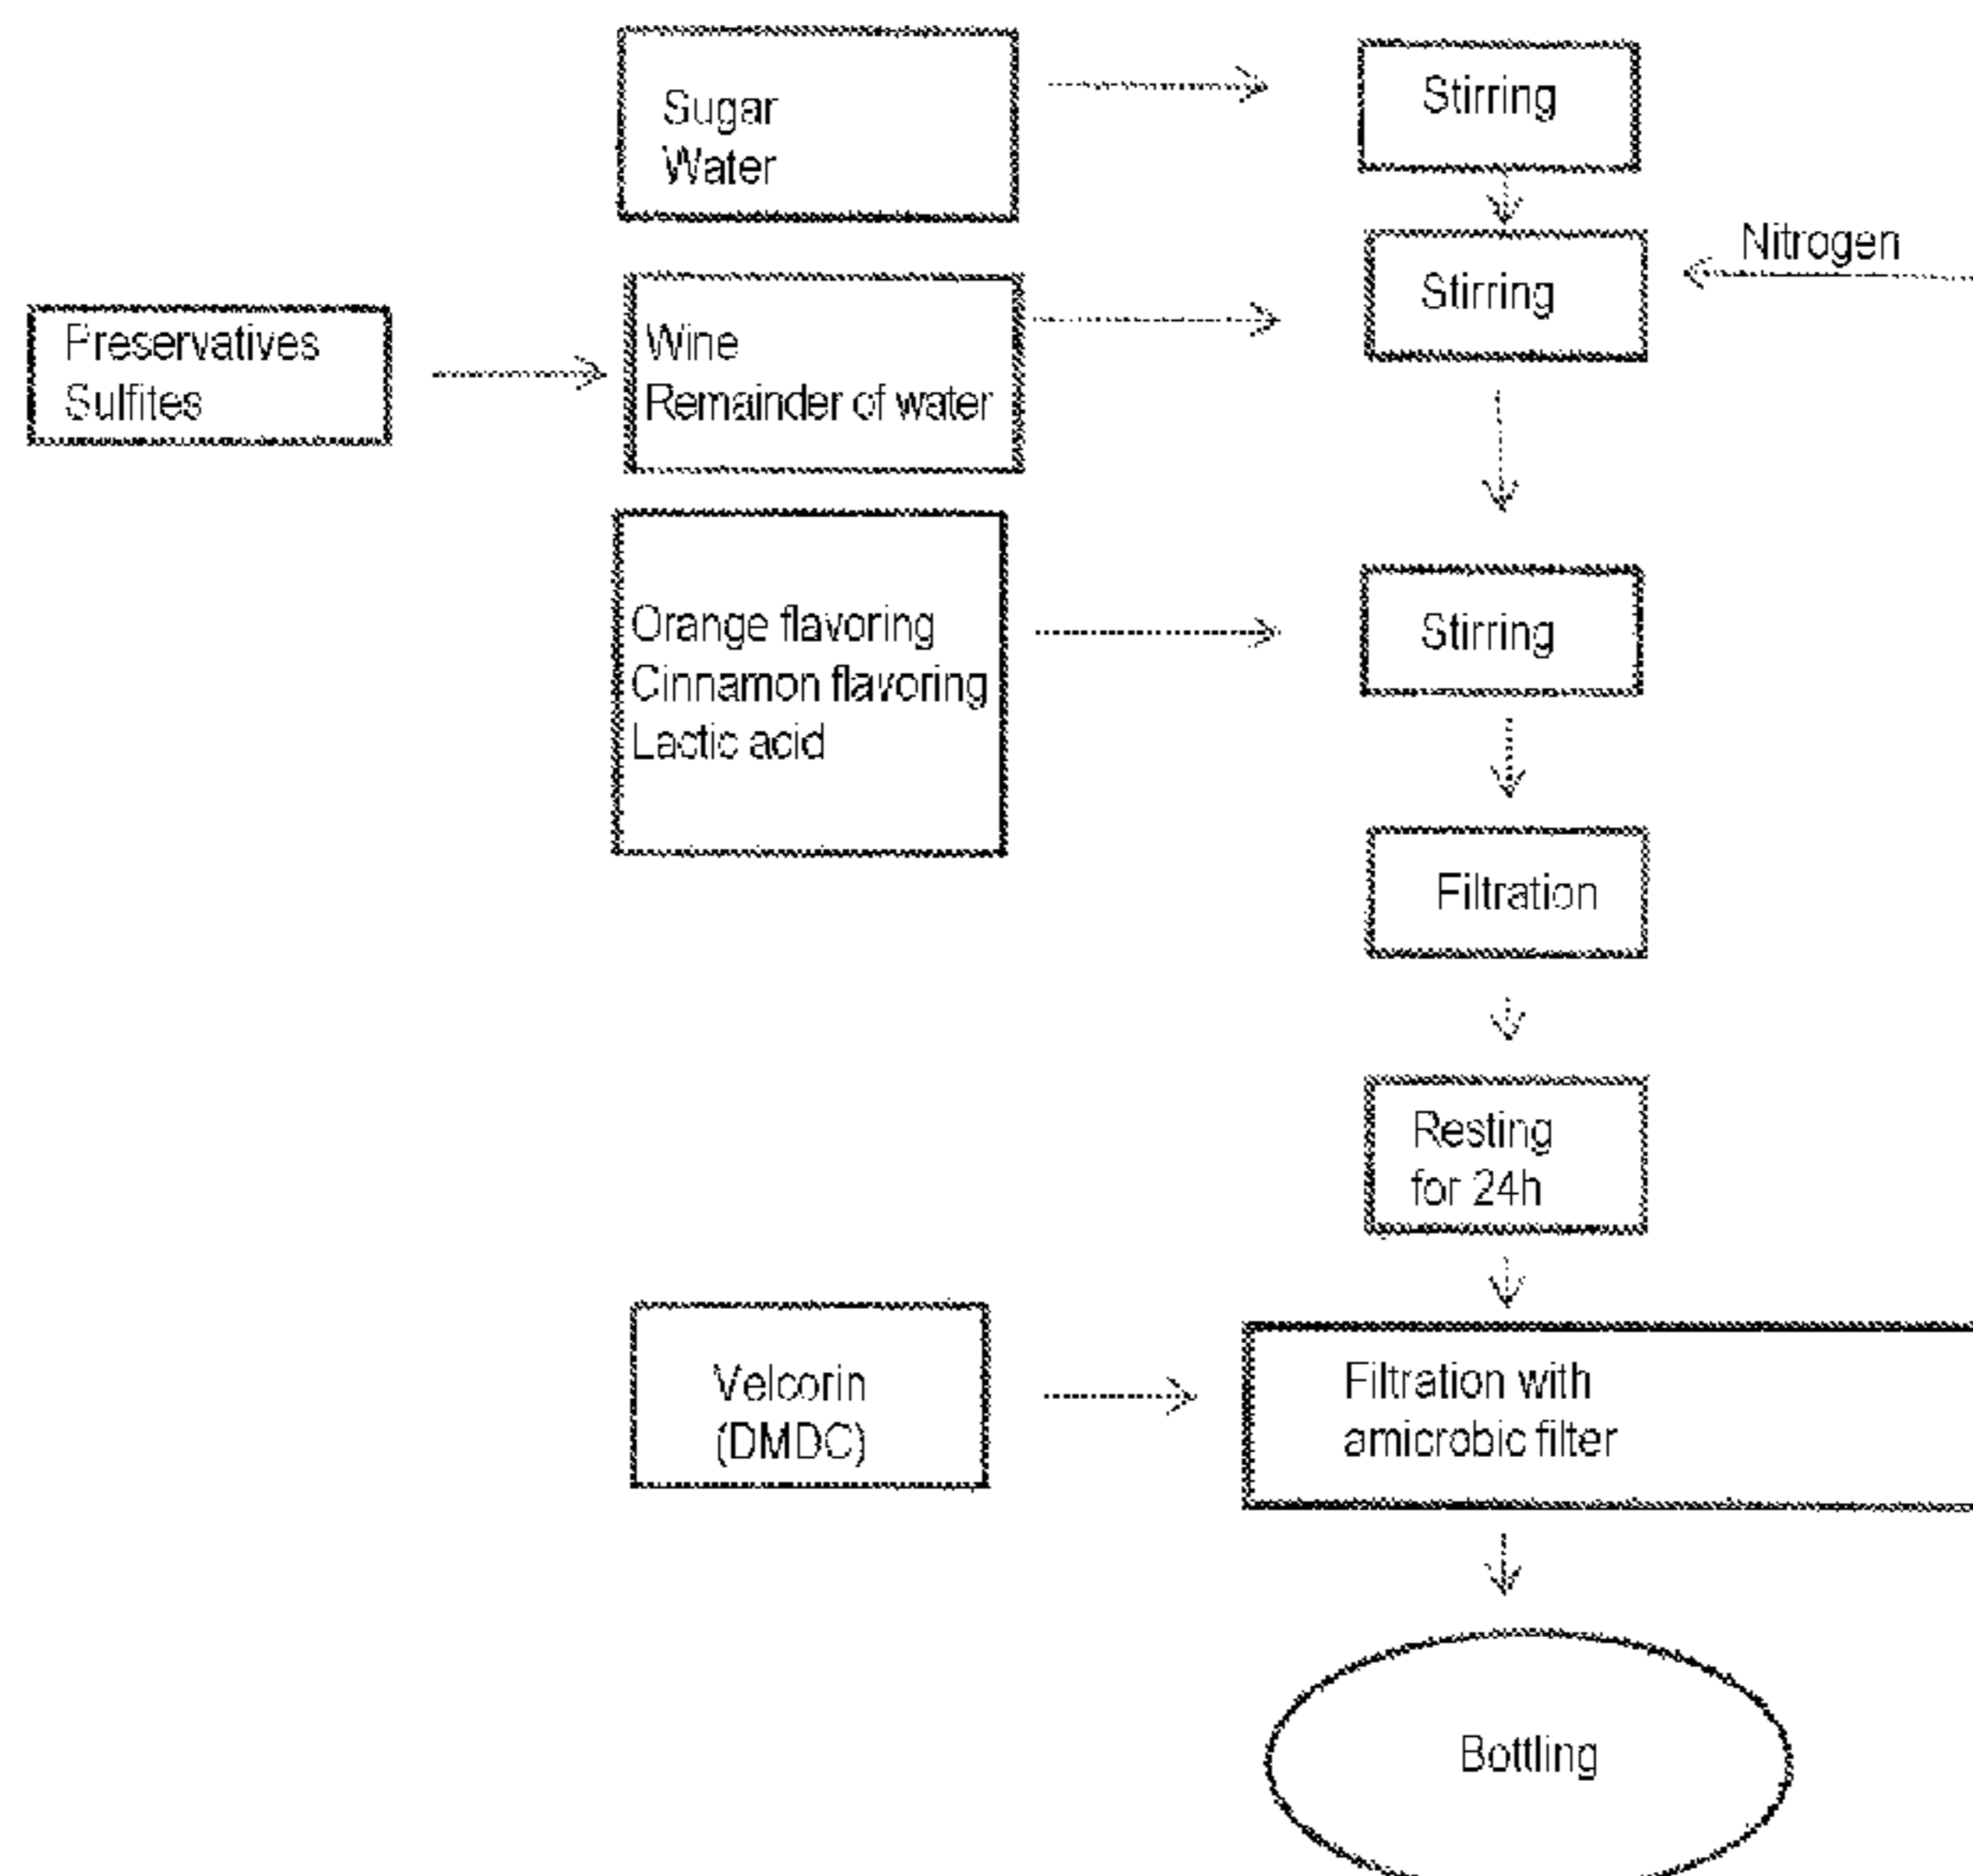 Sugar
Water
Stirring
Nitrogen
Stirring
Preservatives
Sulfites
Wine
Remainder of water
Orange flavoring
Cinnamon flavoring
Lactic acid
Stirring
Filtration
Resting
for 24h
Velcorin
(DMDC)
Filtration with
amicrobic filter
Bottling